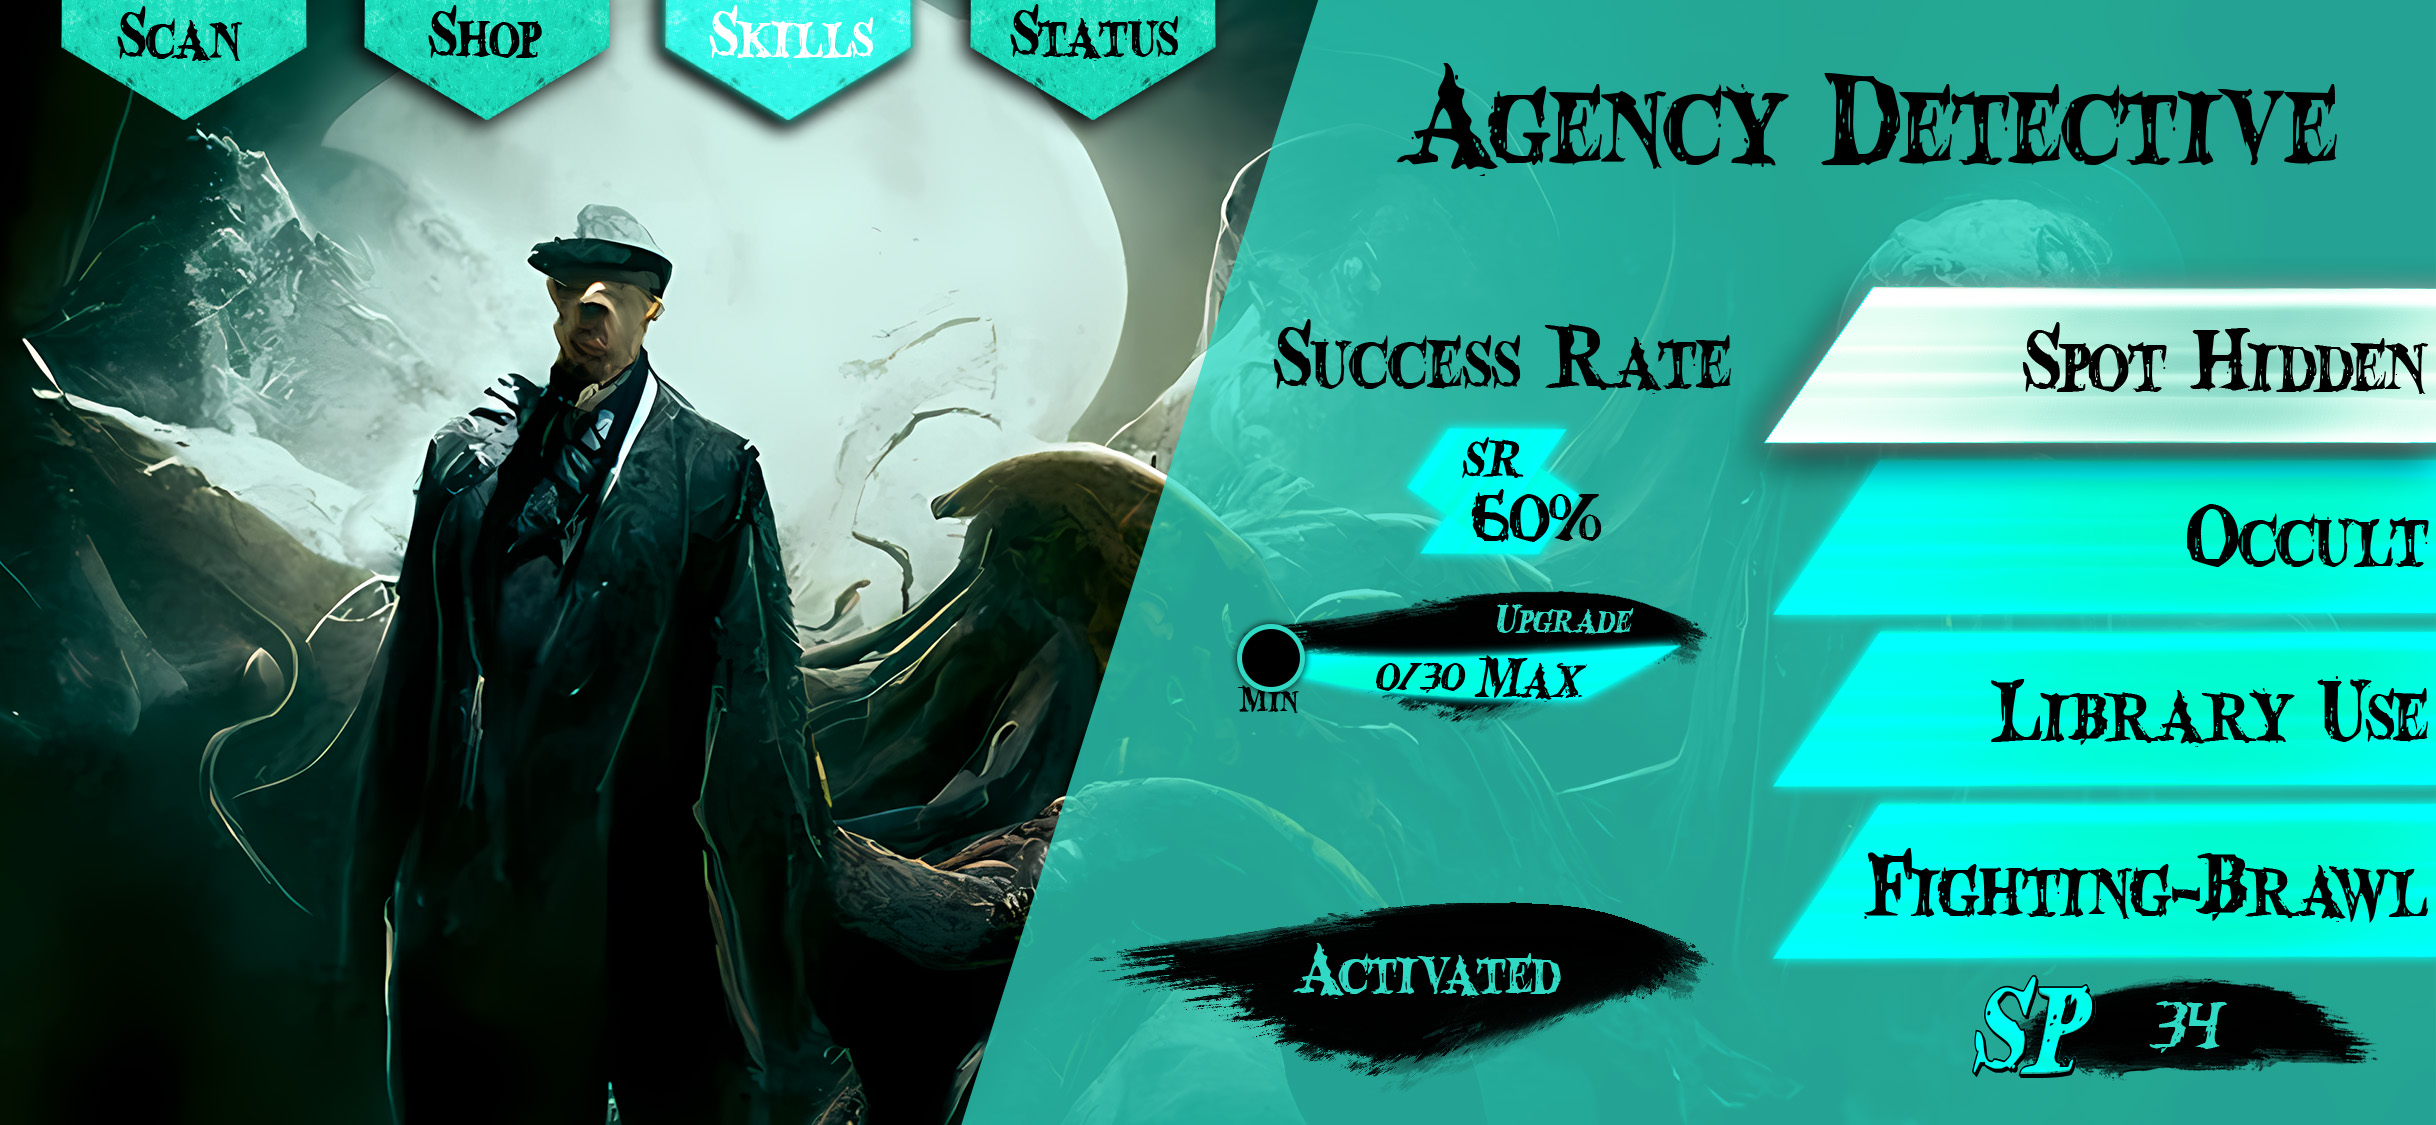 Scan
Shop
Skills
Status
Agency Detective
Success Rate
SR
60%
Upgrade
0/30 Max
Min
Activated
Spot Hidden
Occult
Library Use
Fighting-Brawl
SP 34